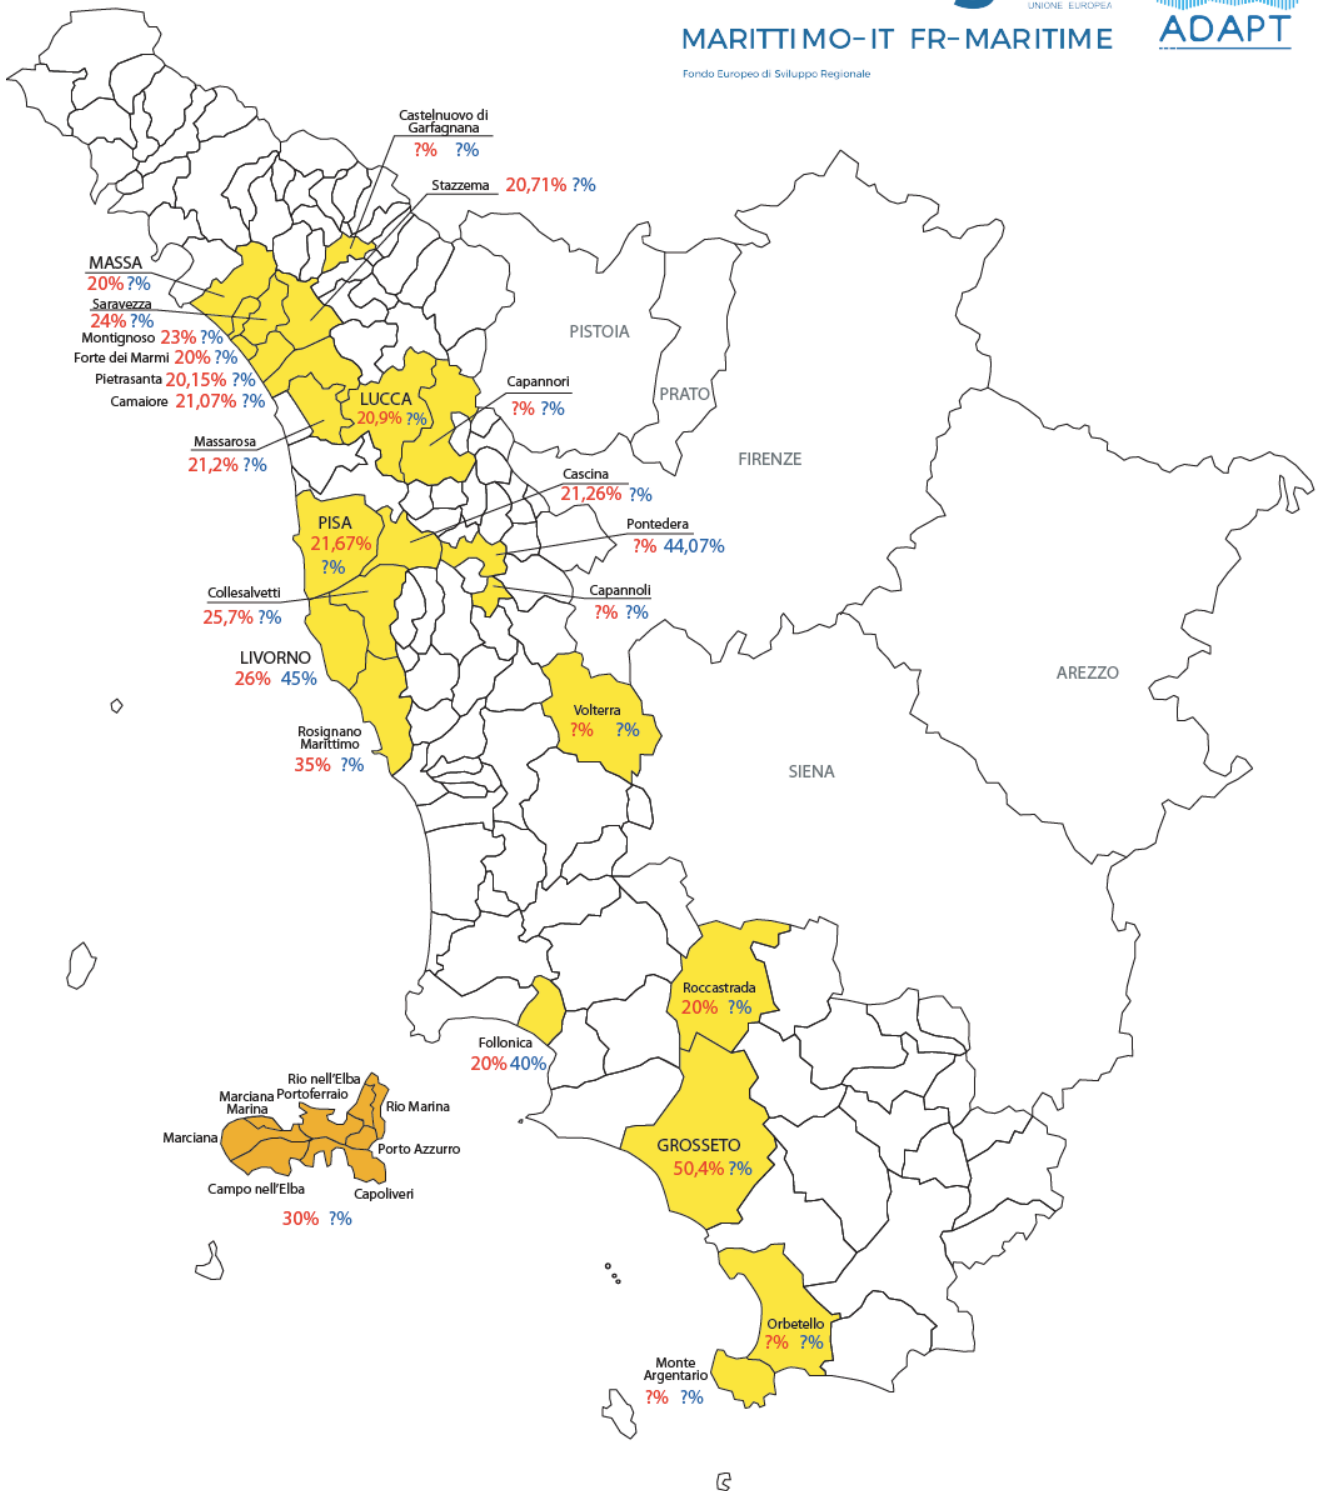 UNIONE EUROPEA
MARITTIMO-IT FR-MARITIME
ADAPT
Fondo Europeo di Sviluppo Regionale
Castelnuovo di
Garfagnana
?% ?%
Stazzema 20,71% ?%
MASSA
20% ?%
Saravezza
24% ?%
Montignoso 23% ?%
Forte dei Marmi 20% ?%
Pietrasanta 20,15% ?%
Camaiore 21,07% ?%
Massarosa
21,2% ?%
LUCCA
20,9% ?%
Capannori
?% ?%
PISTOIA
PRATO
FIRENZE
Cascina
21,26% ?%
Pontedera
?% 44,07%
PISA
21,67%
?%
Capannoli
?% ?%
Collesalvetti
25,7% ?%
LIVORNO
26% 45%
AREZZO
Volterra
?% ?%
Rosignano
Marittimo
35% ?%
SIENA
Roccastrada
20% ?%
Follonica
20% 40%
Rio nell'Elba
Portoferraio
Marciana
Marina
Rio Marina
Marciana
Porto Azzurro
Campo nell'Elba
Capoliveri
30% ?%
GROSSETO
50,4% ?%
Orbetello
?% ?%
Monte
Argentario
?% ?%